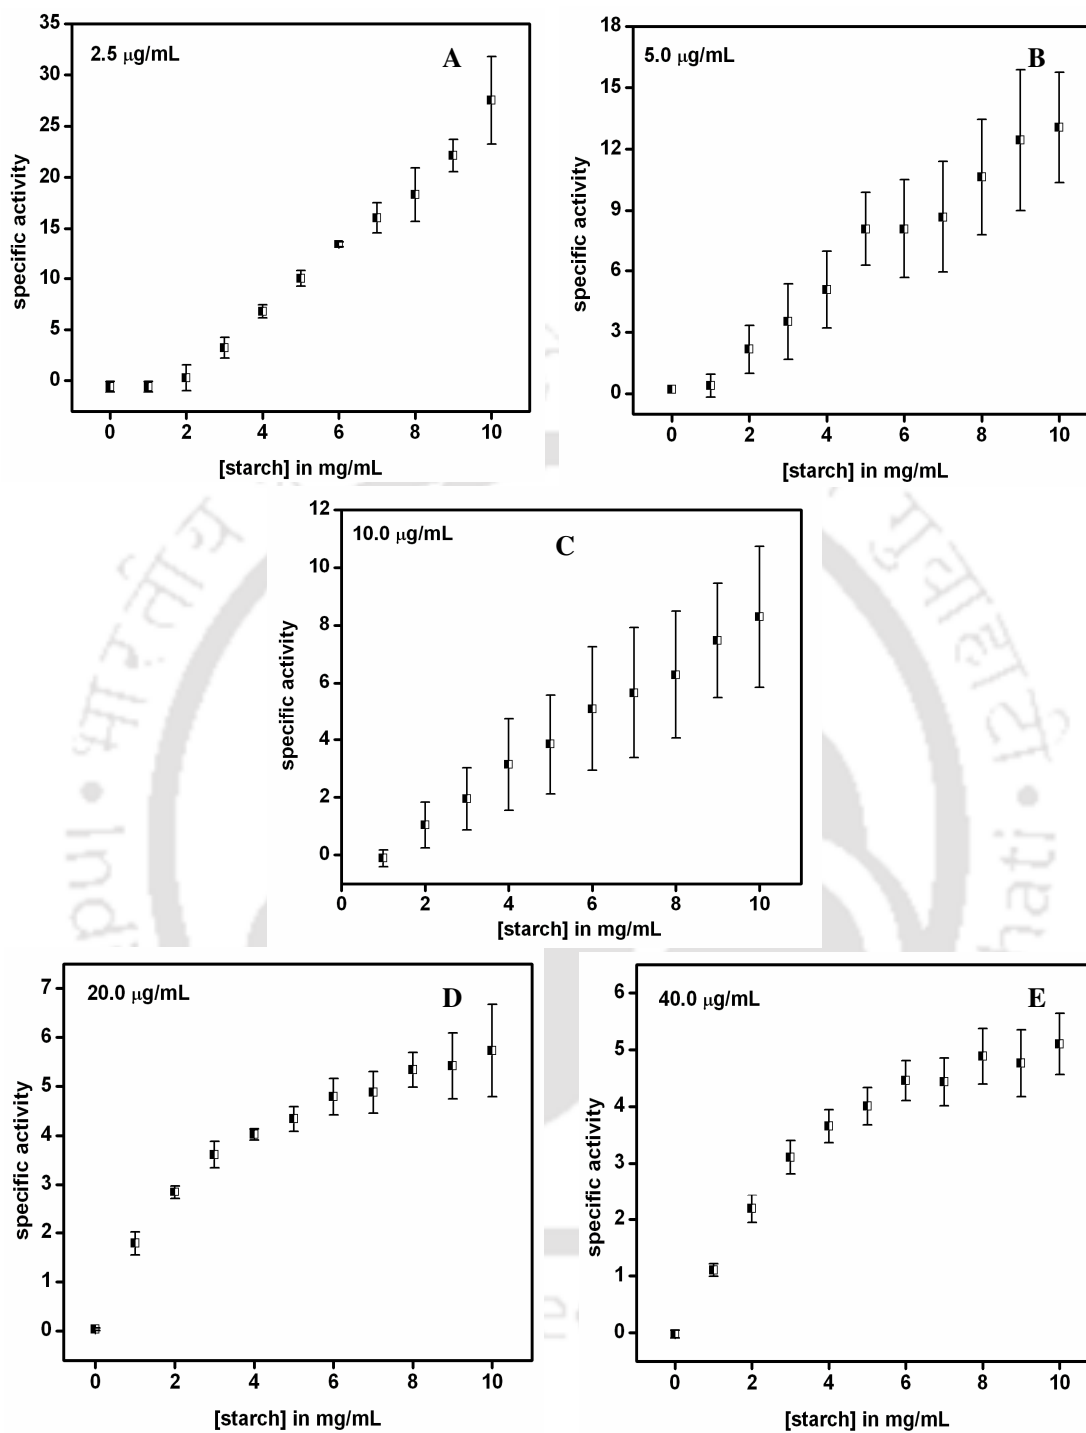 35
30
25
20
15
10
5
0
specific activity
2.5 μg/mL
A
0 2 4 6 8 10
[starch] in mg/mL
18
15
12
9
6
3
0
specific activity
5.0 μg/mL
B
0 2 4 6 8 10
[starch] in mg/mL
12
10
8
6
4
2
0
specific activity
10.0 μg/mL
C
0 2 4 6 8 10
[starch] in mg/mL
7
6
5
4
3
2
1
0
specific activity
20.0 μg/mL
D
0 2 4 6 8 10
[starch] in mg/mL
6
5
4
3
2
1
0
specific activity
40.0 μg/mL
E
0 2 4 6 8 10
[starch] in mg/mL